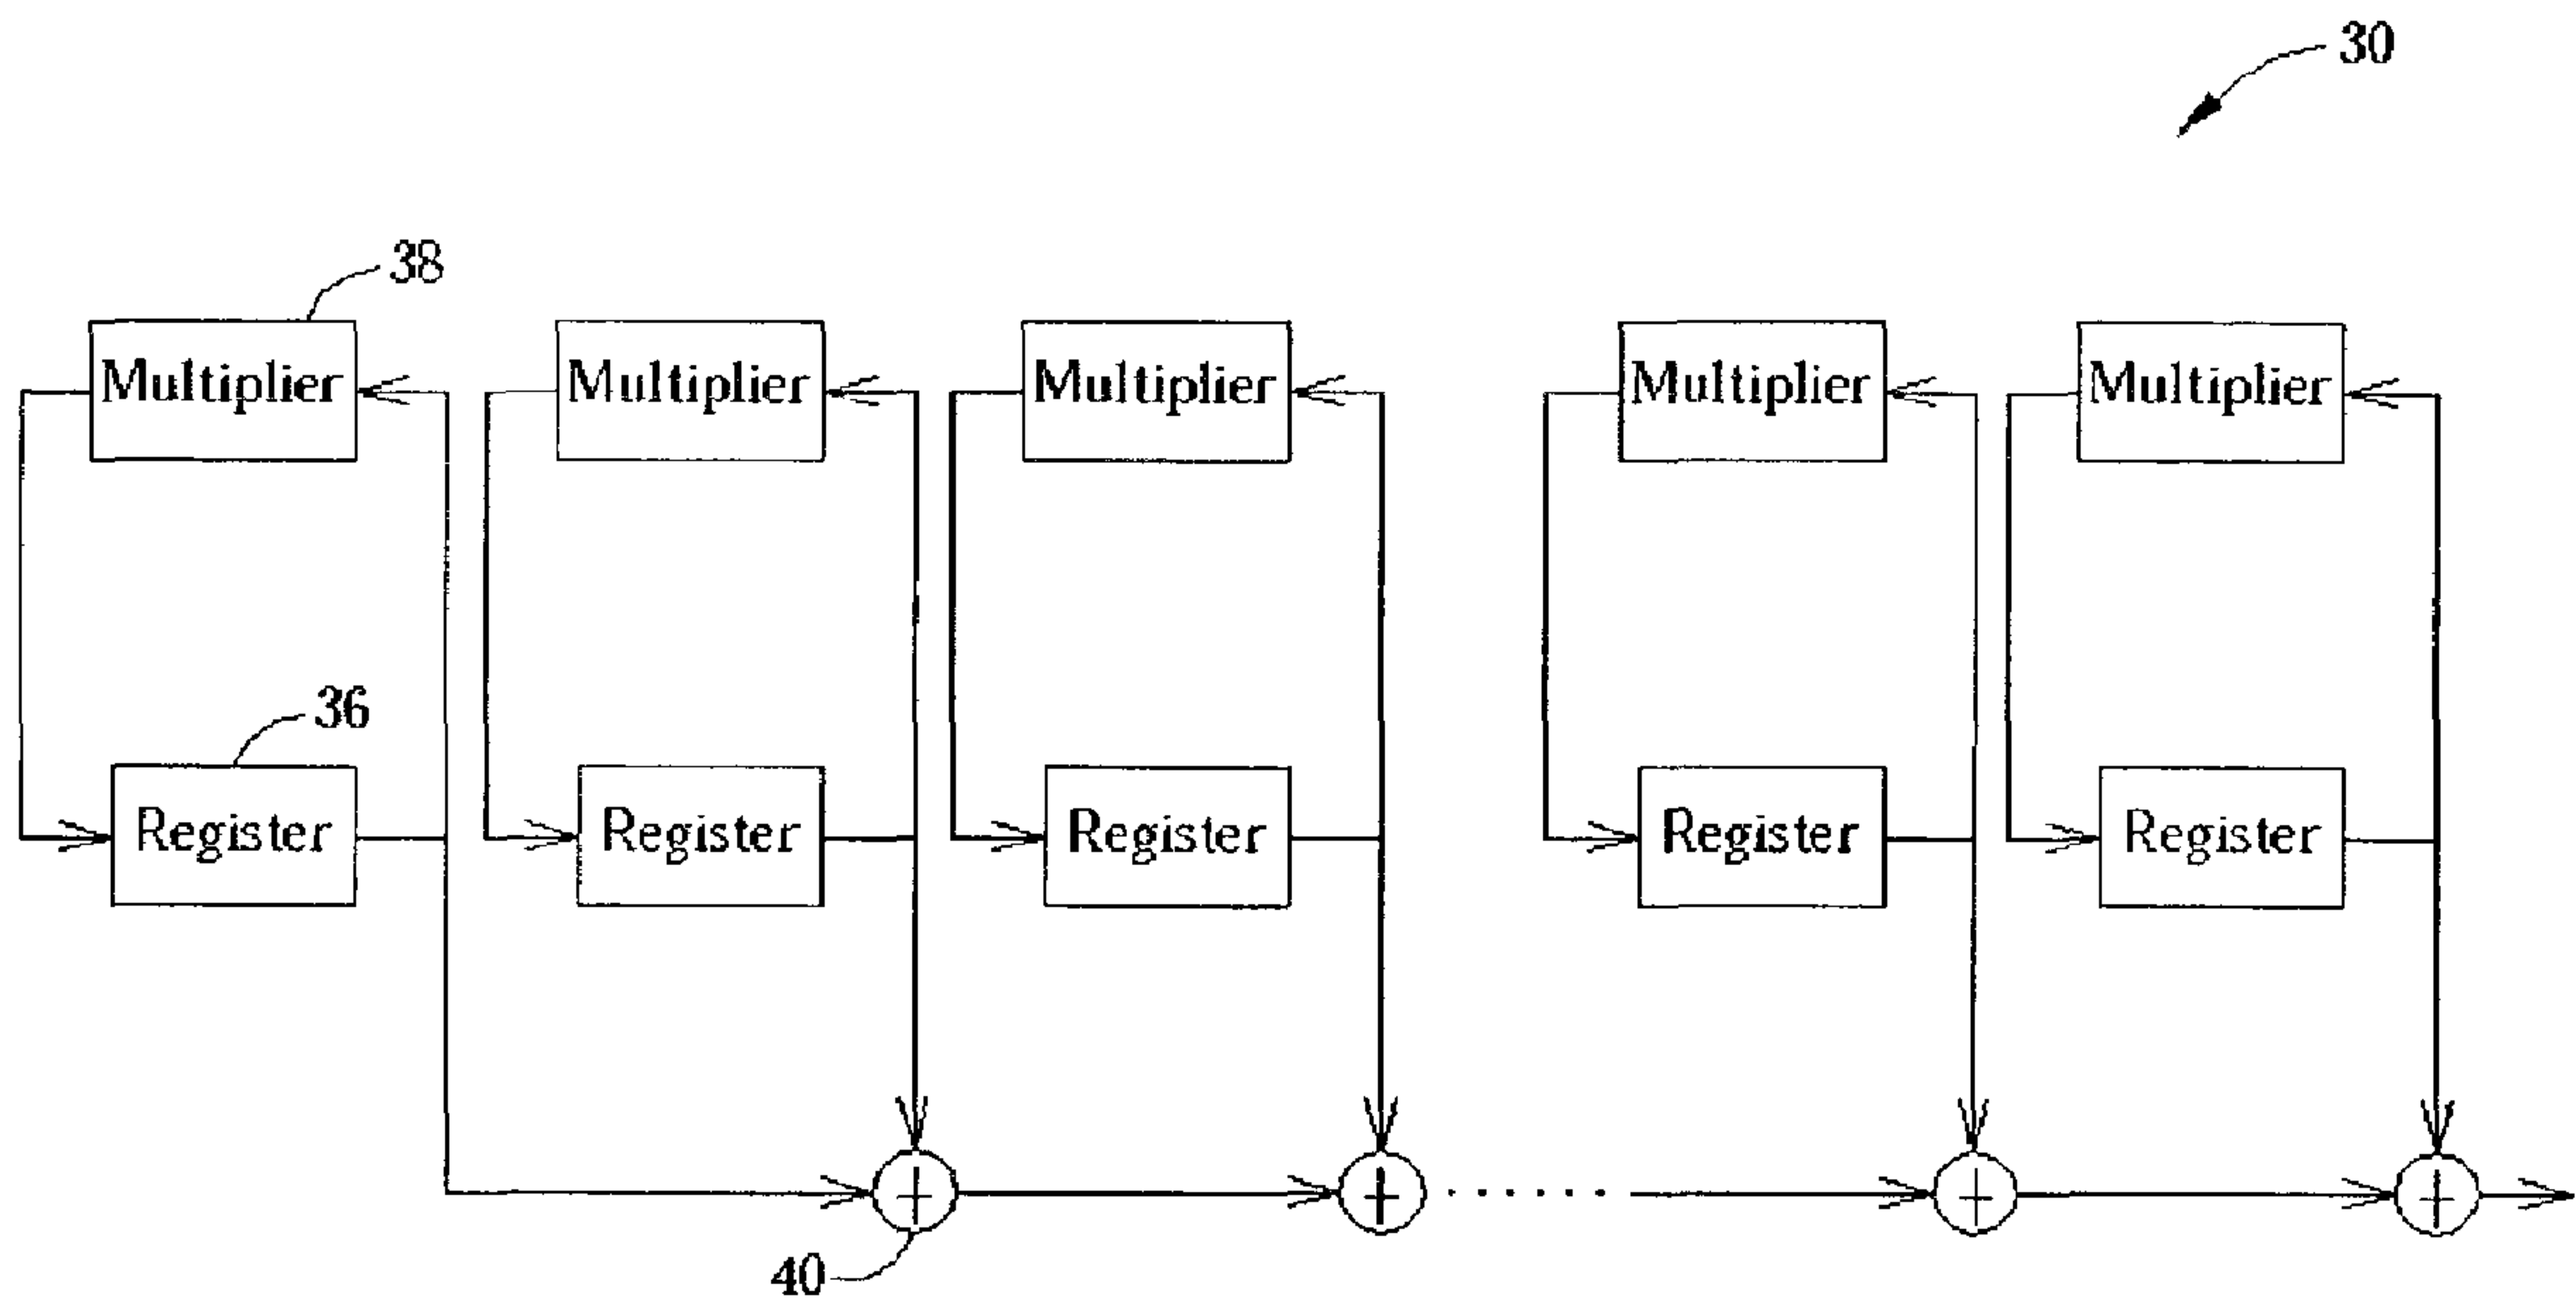 30
38
Multiplier Multiplier Multiplier Multiplier Multiplier
36
Register Register Register Register Register
+ + ...... + +
40